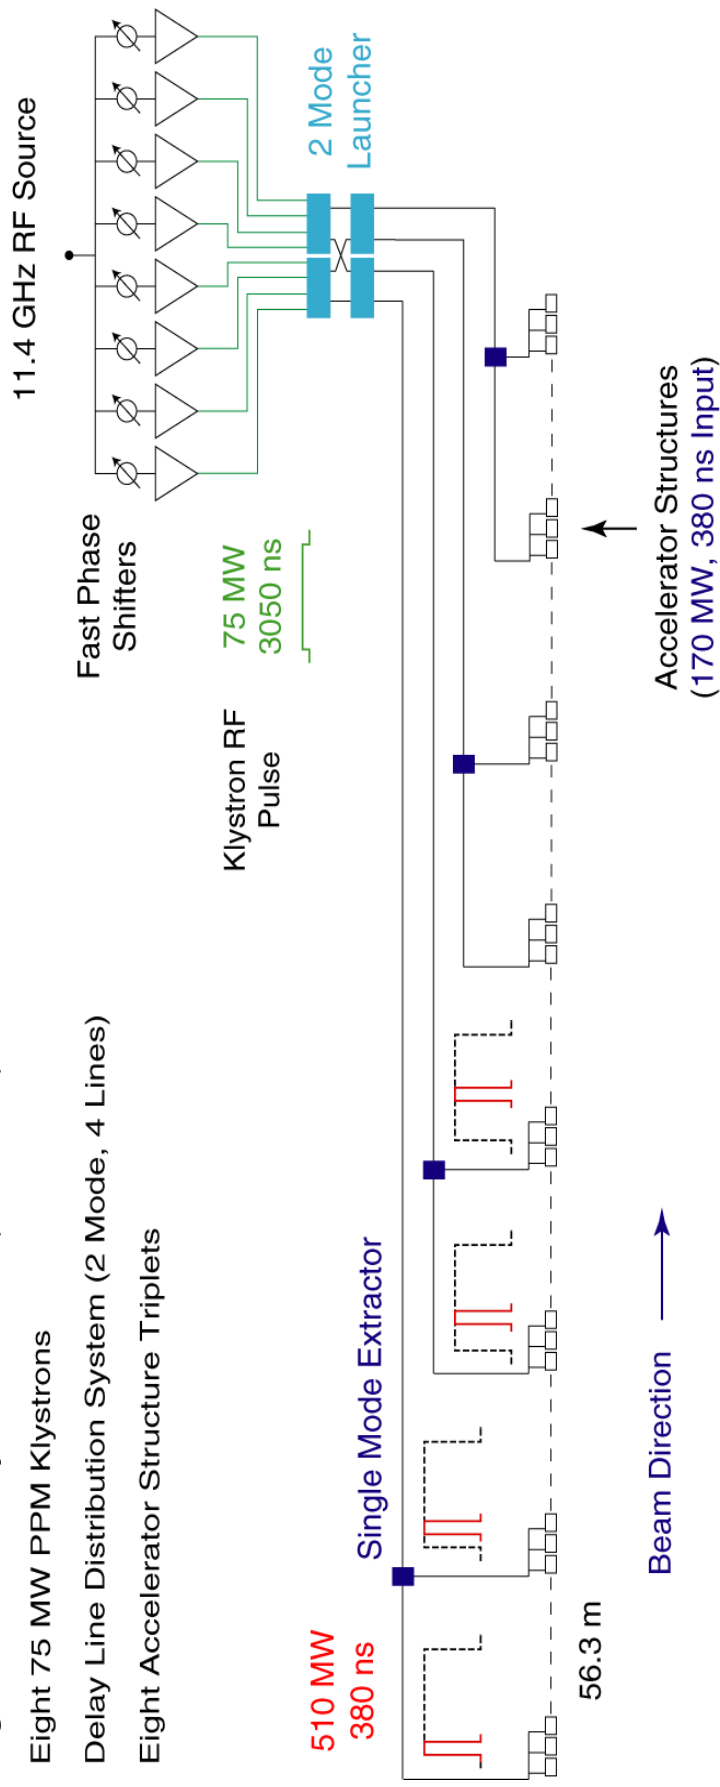 Eight 75 MW PPM Klystrons
Delay Line Distribution System (2 Mode, 4 Lines)
Eight Accelerator Structure Triplets
11.4 GHz RF Source
Fast Phase
Shifters
75 MW
3050 ns
Klystron RF
Pulse
2 Mode
Launcher
510 MW
380 ns
Single Mode Extractor
56.3 m
Beam Direction
Accelerator Structures
(170 MW, 380 ns Input)